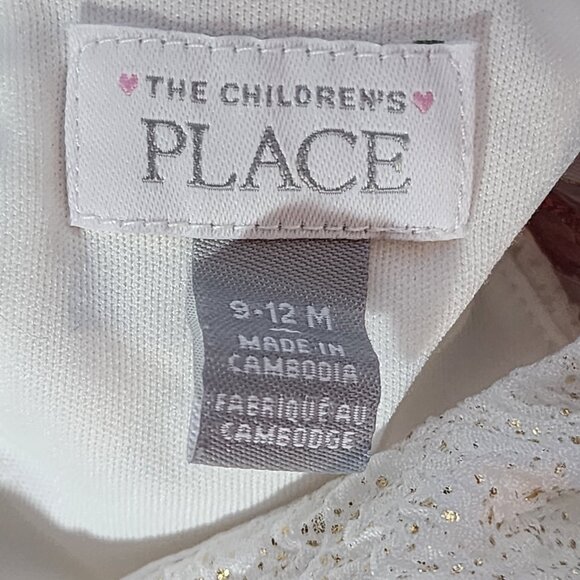 THE CHILDREN'S
PLACE
9-12 M
MADE IN
CAMBODIA
FABRIQUÉ AU
CAMBODGE